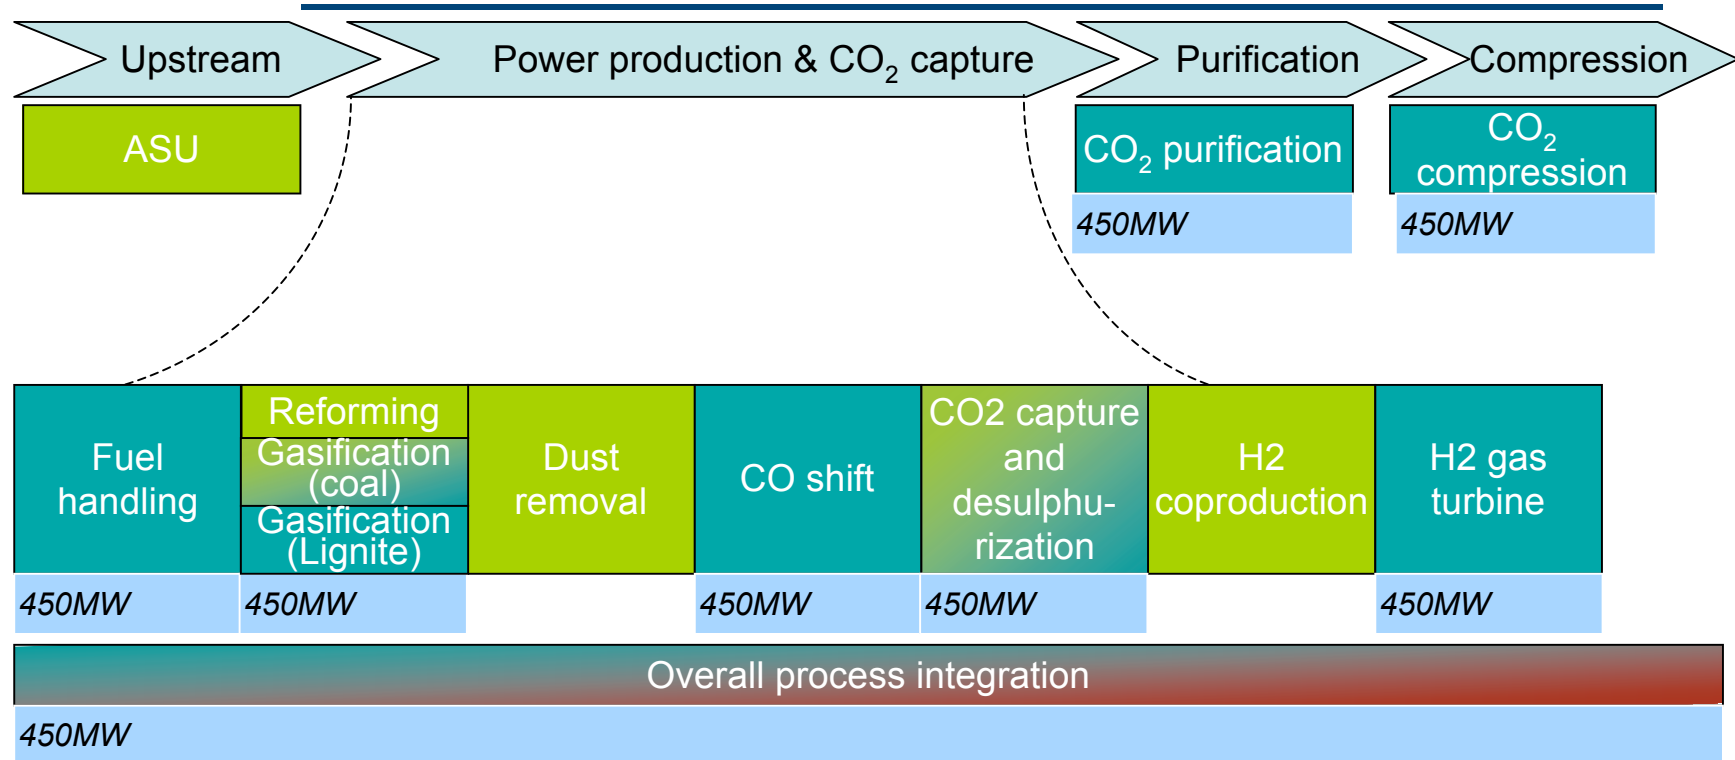 Upstream
Power production & CO₂ capture
Purification
Compression
ASU
CO₂ purification
CO₂
compression
450MW
450MW
Fuel
handling
Reforming
Gasification
(coal)
Gasification
(Lignite)
Dust
removal
CO shift
CO2 capture
and
desulphu-
rization
H2
coproduction
H2 gas
turbine
450MW
450MW
450MW
450MW
450MW
Overall process integration
450MW